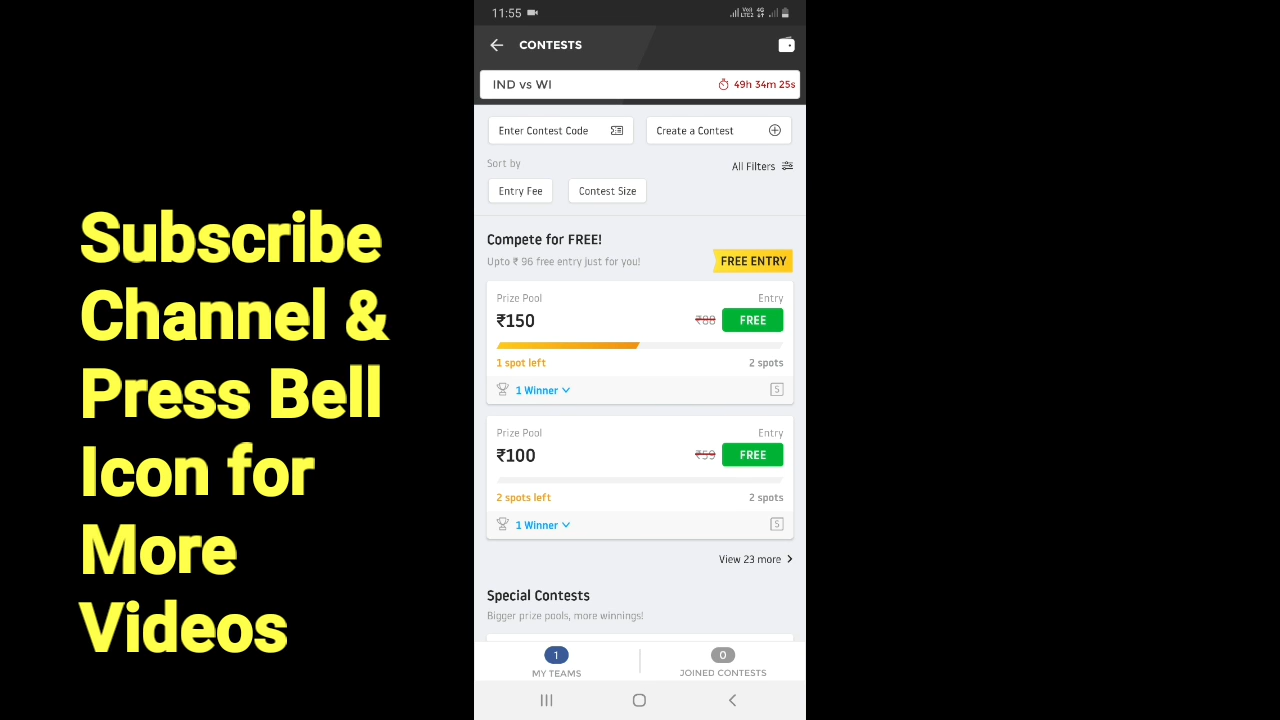 Subscribe
Channel &
Press Bell
Icon for
More
Videos
11:55
CONTESTS
IND vs WI 49h 34m 25s
Enter Contest Code Create a Contest
Sort by All Filters
Entry Fee Contest Size
Compete for FREE!
Upto ₹ 96 free entry just for you! FREE ENTRY
Prize Pool Entry
₹150 ₹88 FREE
1 spot left 2 spots
1 Winner S
Prize Pool Entry
₹100 ₹59 FREE
2 spots left 2 spots
1 Winner S
View 23 more
Special Contests
Bigger prize pools, more winnings!
1 0
MY TEAMS JOINED CONTESTS